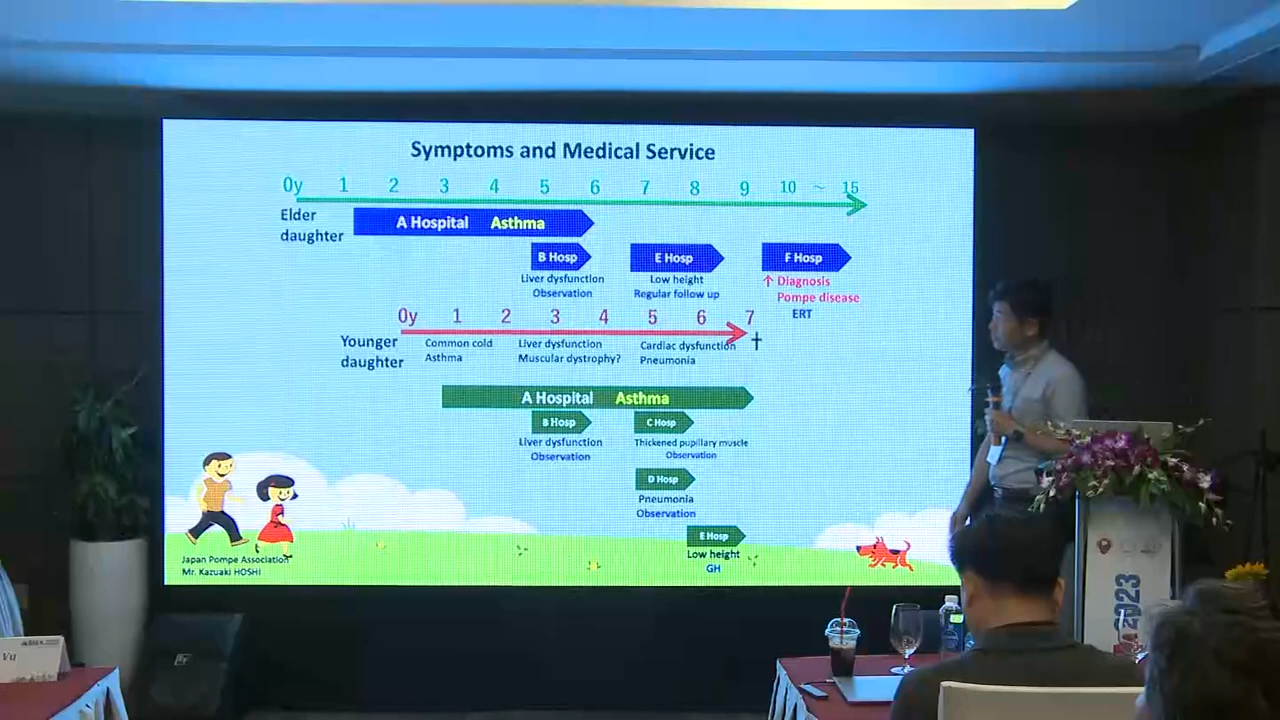 Symptoms and Medical Service
0y 1 2 3 4 5 6 7 8 9 10 ~ 15
Elder
daughter
A Hospital Asthma
B Hosp
Liver dysfunction
Observation
E Hosp
Low height
Regular follow up
F Hosp
↑ Diagnosis
Pompe disease
ERT
0y 1 2 3 4 5 6 7
Younger
daughter
Common cold
Asthma
Liver dysfunction
Muscular dystrophy?
Cardiac dysfunction
Pneumonia
†
A Hospital Asthma
B Hosp
Liver dysfunction
Observation
C Hosp
Thickened pupillary muscle
Observation
D Hosp
Pneumonia
Observation
E Hosp
Low height
GH
Japan Pompe Association
Mr. Kazuaki HOSHI
Vu
2023